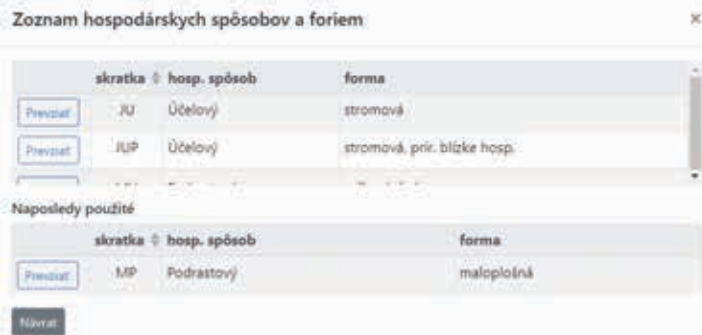 Zoznam hospodárskych spôsobov a foriem ×
skratka hosp. spôsob forma
Prevziať JU Účelový stromová
Prevziať JUP Účelový stromová, prír. blízke hosp.
Naposledy použité
skratka hosp. spôsob forma
Prevziať MP Podrastový maloplošná
Návrat